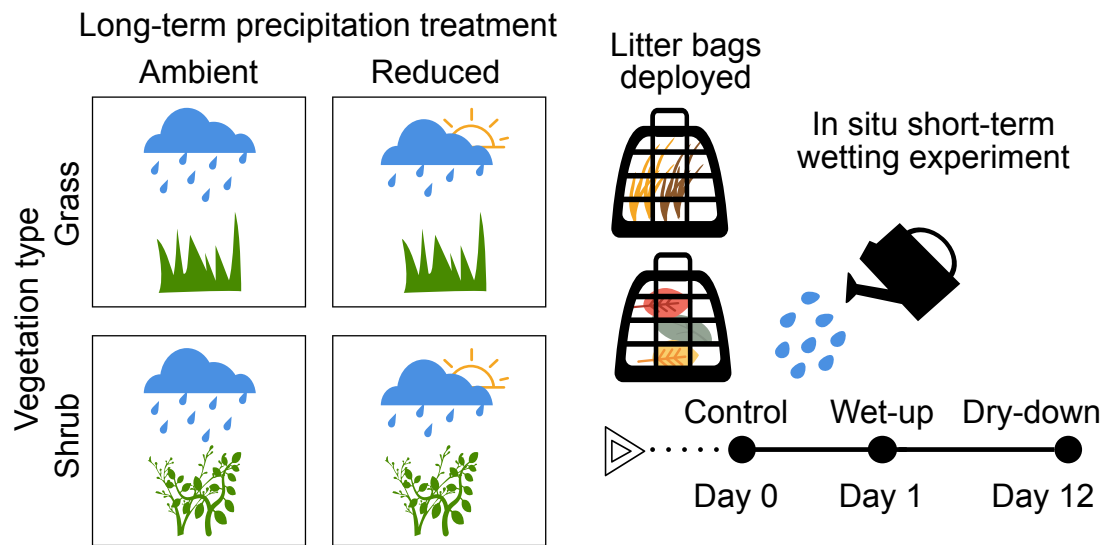 Long-term precipitation treatment
Ambient
Reduced
Vegetation type
Grass
Shrub
Litter bags
deployed
In situ short-term
wetting experiment
Control
Wet-up
Dry-down
Day 0
Day 1
Day 12